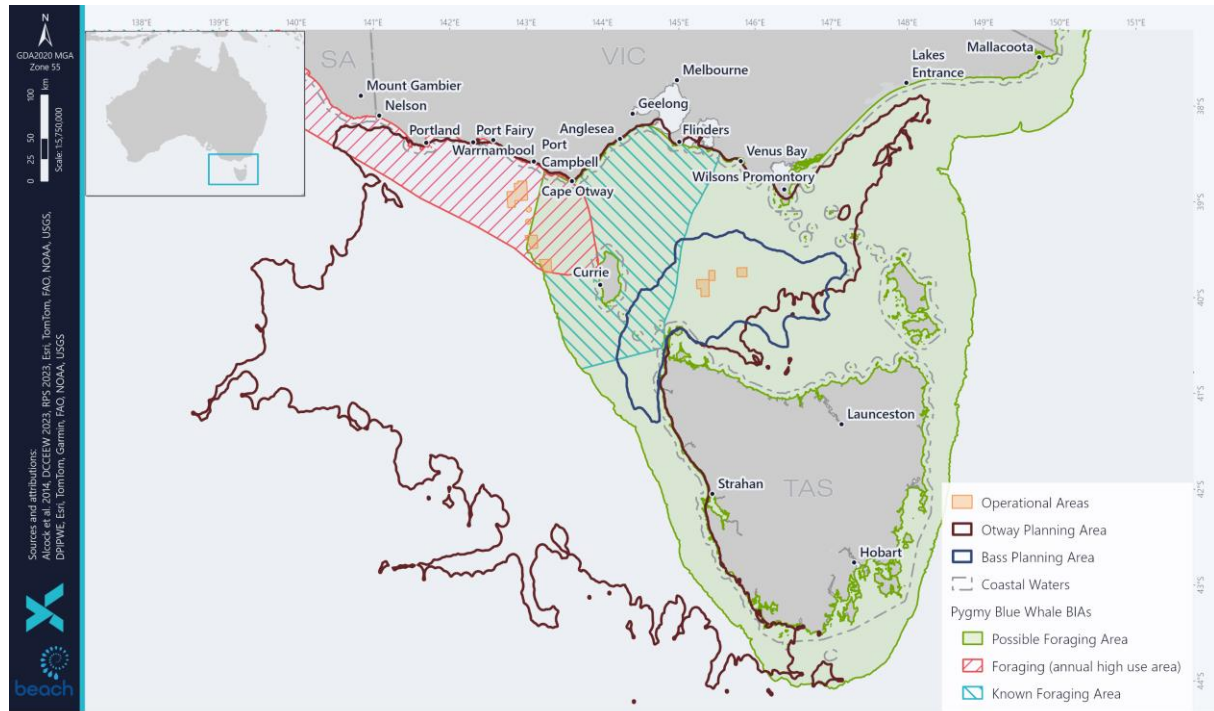 N
GDA2020 MGA
Zone 55
km
100
50
25
0
Scale: 1:5,750,000
Sources and attributions:
Alcock et al. 2014, DCCEEW 2023, RPS 2023, Esri, TomTom, FAO, NOAA, USGS,
DPIPWE, Esri, TomTom, Garmin, FAO, NOAA, USGS
beach
138°E
139°E
140°E
141°E
142°E
143°E
144°E
145°E
146°E
147°E
148°E
149°E
150°E
151°E
38°S
39°S
40°S
41°S
42°S
43°S
44°S
SA
VIC
TAS
Mount Gambier
Nelson
Portland
Port Fairy
Warrnambool
Port
Campbell
Cape Otway
Anglesea
Geelong
Melbourne
Flinders
Venus Bay
Wilsons Promontory
Lakes
Entrance
Mallacoota
Currie
Launceston
Strahan
Hobart
Operational Areas
Otway Planning Area
Bass Planning Area
Coastal Waters
Pygmy Blue Whale BIAs
Possible Foraging Area
Foraging (annual high use area)
Known Foraging Area